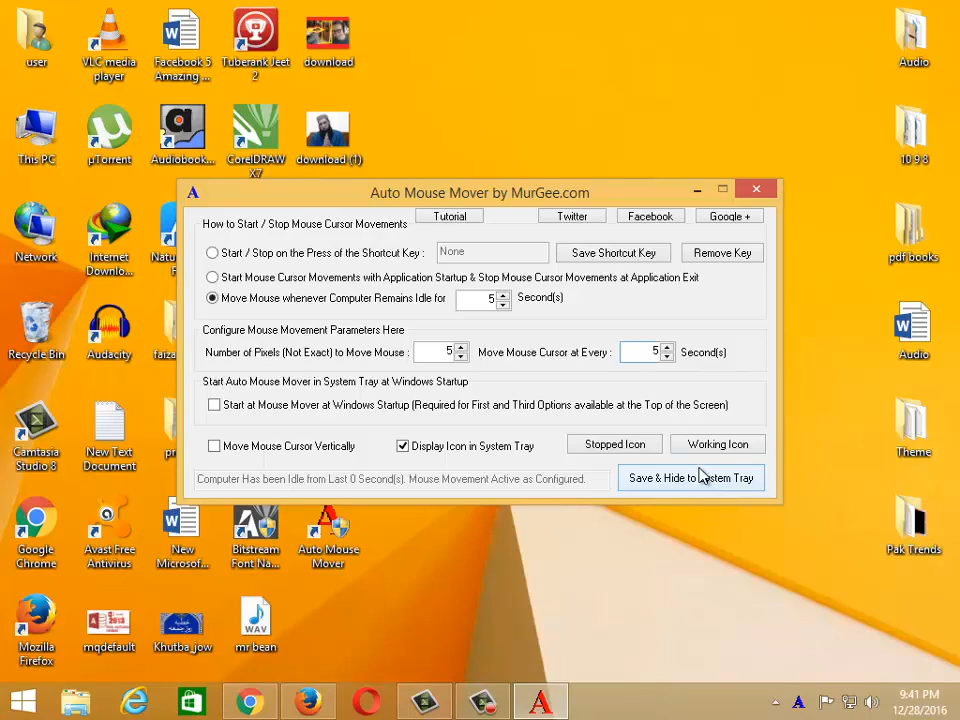 user
VLC media player
Facebook 5 Amazing ...
Tuberank Jeet 2
download
Audio
This PC
µTorrent
Audiobook...
CorelDRAW X7
download (1)
10 9 8
Auto Mouse Mover by MurGee.com
How to Start / Stop Mouse Cursor Movements
Tutorial
Twitter
Facebook
Google +
Start / Stop on the Press of the Shortcut Key :
None
Save Shortcut Key
Remove Key
Network
Internet Downlo...
pdf books
Start Mouse Cursor Movements with Application Startup & Stop Mouse Cursor Movements at Application Exit
Move Mouse whenever Computer Remains Idle for
5
Second(s)
Configure Mouse Movement Parameters Here
Recycle Bin
Audacity
Audio
Number of Pixels (Not Exact) to Move Mouse :
5
Move Mouse Cursor at Every :
5
Second(s)
Start Auto Mouse Mover in System Tray at Windows Startup
Start at Mouse Mover at Windows Startup (Required for First and Third Options available at the Top of the Screen)
Camtasia Studio 8
New Text Document
Theme
Move Mouse Cursor Vertically
Display Icon in System Tray
Stopped Icon
Working Icon
Computer Has been Idle from Last 0 Second(s). Mouse Movement Active as Configured.
Save & Hide to System Tray
Google Chrome
Avast Free Antivirus
New Microsof...
Bitstream Font Na...
Auto Mouse Mover
Pak Trends
Mozilla Firefox
mqdefault
Khutba_jow
WAV
mr bean
9:41 PM
12/28/2016